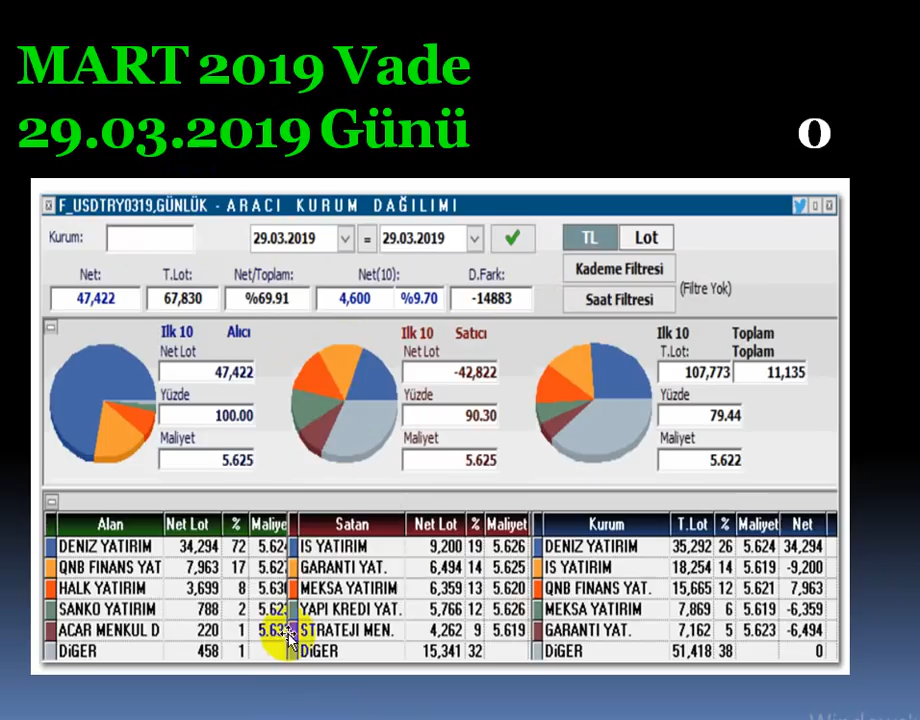 MART 2019 Vade
29.03.2019 Günü 0
F_USDTRY0319,GÜNLÜK - ARACI KURUM DAĞILIMI
Kurum: 29.03.2019 = 29.03.2019 TL Lot
Net: T.Lot: Net/Toplam: Net(10): D.Fark: Kademe Filtresi
47,422 67,830 %69.91 4,600 %9.70 -14883 Saat Filtresi (Filtre Yok)
Ilk 10 Alıcı Ilk 10 Satıcı Ilk 10 Toplam
Net Lot Net Lot T.Lot: Toplam
47,422 -42,822 107,773 11,135
Yüzde Yüzde Yüzde
100.00 90.30 79.44
Maliyet Maliyet Maliyet
5.625 5.625 5.622
Alan Net Lot % Maliye Satan Net Lot % Maliyet Kurum T.Lot % Maliyet Net
DENIZ YATIRIM 34,294 72 5.624 IS YATIRIM 9,200 19 5.626 DENIZ YATIRIM 35,292 26 5.624 34,294
QNB FINANS YAT 7,963 17 GARANTI YAT. 6,494 14 5.625 IS YATIRIM 18,254 14 5.619 -9,200
HALK YATIRIM 3,699 8 MEKSA YATIRIM 6,359 13 5.620 QNB FINANS YAT. 15,665 12 5.621 7,963
SANKO YATIRIM 788 2 YAPI KREDI YAT. 5,766 12 5.626 MEKSA YATIRIM 7,869 6 5.619 -6,359
ACAR MENKUL D 220 1 STRATEJI MEN. 4,262 9 5.619 GARANTI YAT. 7,162 5 5.623 -6,494
DiGER 458 1 DiGER 15,341 32 DiGER 51,418 38 0